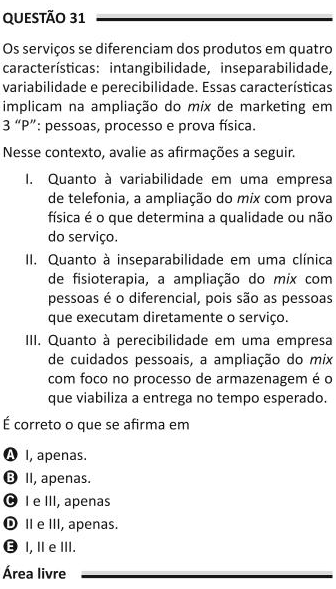 QUESTÃO 31
Os serviços se diferenciam dos produtos em quatro
características: intangibilidade, inseparabilidade,
variabilidade e perecibilidade. Essas características
implicam na ampliação do mix de marketing em
3 “P”: pessoas, processo e prova física.
Nesse contexto, avalie as afirmações a seguir.
I. Quanto à variabilidade em uma empresa
de telefonia, a ampliação do mix com prova
física é o que determina a qualidade ou não
do serviço.
II. Quanto à inseparabilidade em uma clínica
de fisioterapia, a ampliação do mix com
pessoas é o diferencial, pois são as pessoas
que executam diretamente o serviço.
III. Quanto à perecibilidade em uma empresa
de cuidados pessoais, a ampliação do mix
com foco no processo de armazenagem é o
que viabiliza a entrega no tempo esperado.
É correto o que se afirma em
A I, apenas.
B II, apenas.
C I e III, apenas
D II e III, apenas.
E I, II e III.
Área livre